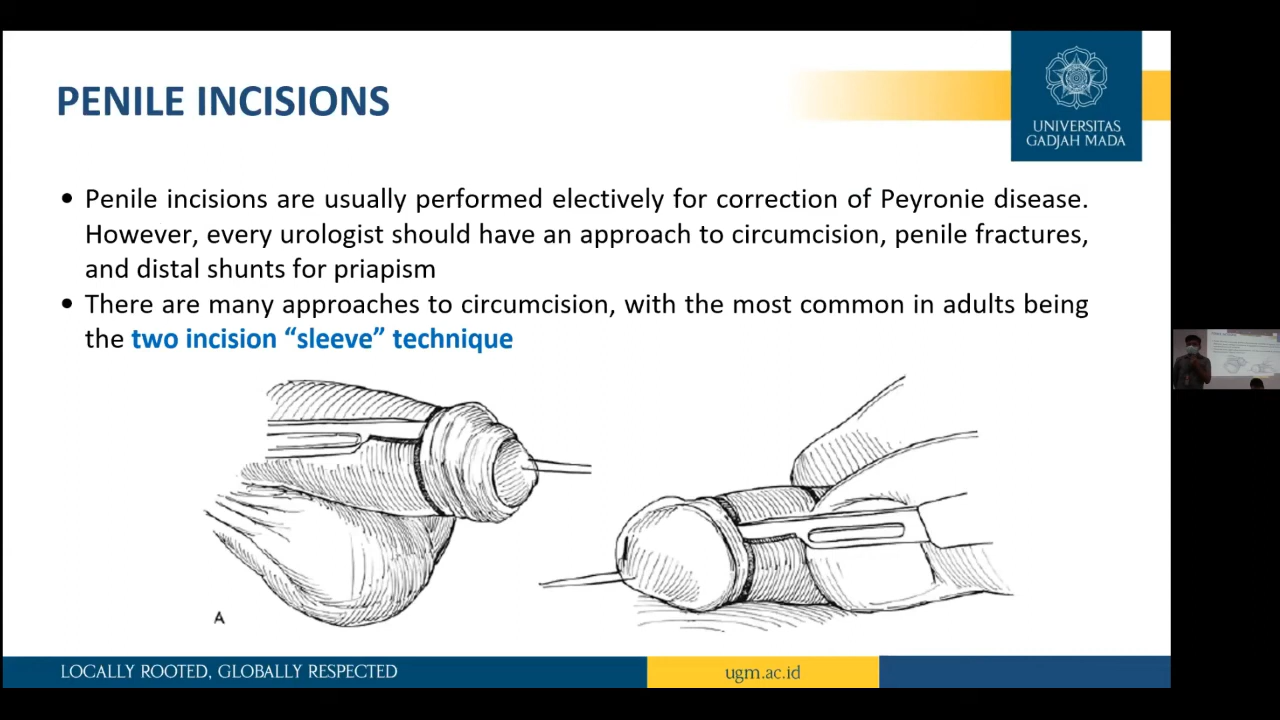 PENILE INCISIONS
UNIVERSITAS
GADJAH MADA
• Penile incisions are usually performed electively for correction of Peyronie disease.
However, every urologist should have an approach to circumcision, penile fractures,
and distal shunts for priapism
• There are many approaches to circumcision, with the most common in adults being
the two incision “sleeve” technique
A
LOCALLY ROOTED, GLOBALLY RESPECTED
ugm.ac.id